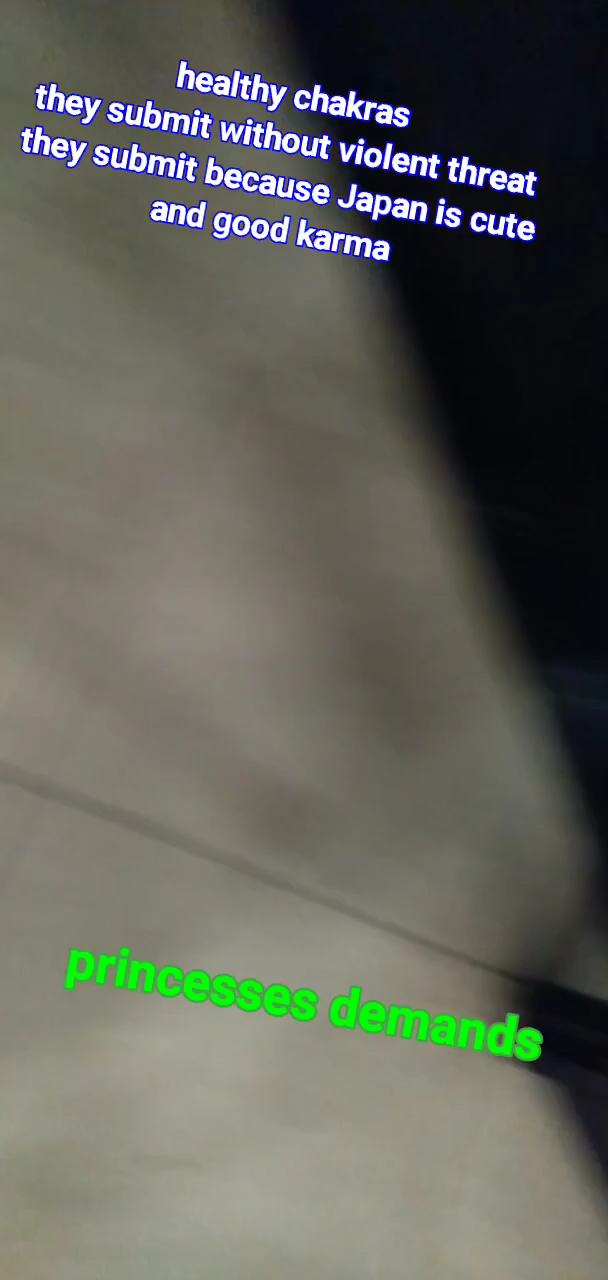 healthy chakras
they submit without violent threat
they submit because Japan is cute
and good karma
princesses demands